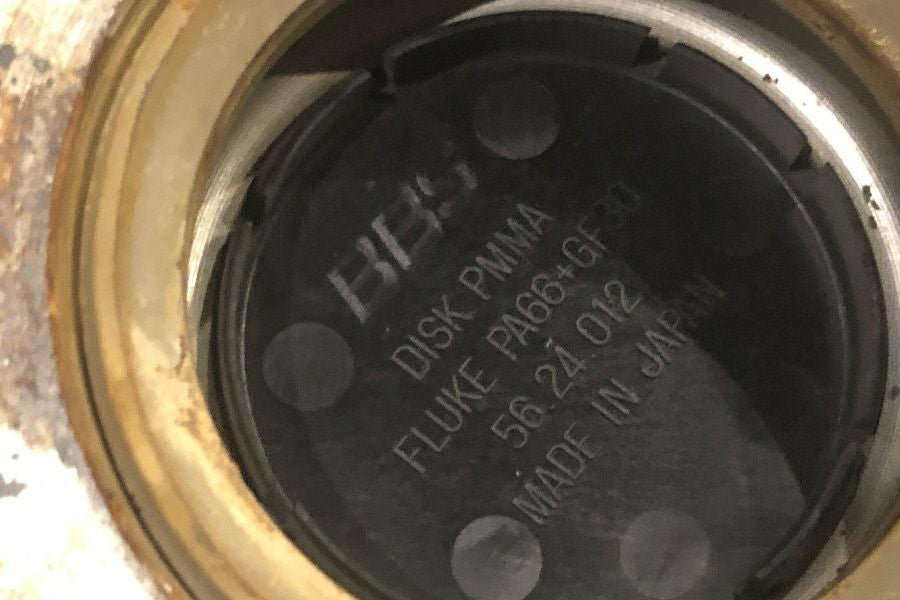 BBS
DISK PMMA
FLUKE PA66+GF30
56.24.012
MADE IN JAPAN